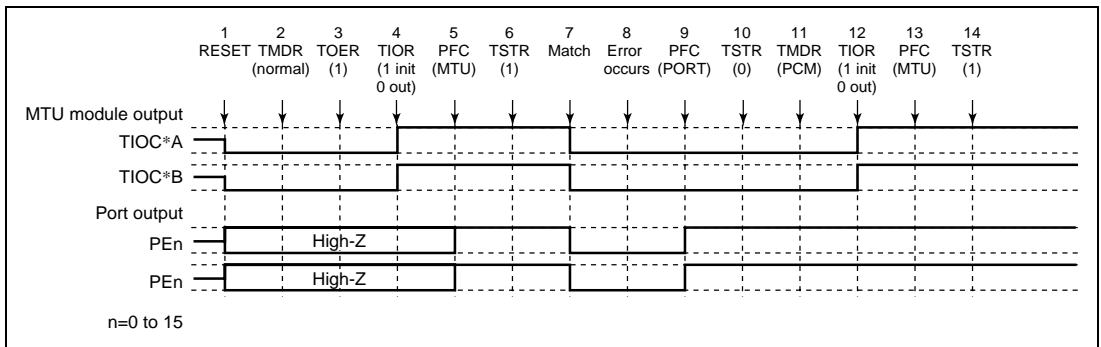 1 2 3 4 5 6 7 8 9 10 11 12 13 14
RESET TMDR TOER TIOR PFC TSTR Match Error PFC TSTR TMDR TIOR PFC TSTR
(normal) (1) (1 init (MTU) (1) occurs (PORT) (0) (PCM) (1 init (MTU) (1)
0 out) 0 out)
MTU module output
TIOC*A
TIOC*B
Port output
PEn High-Z
PEn High-Z
n=0 to 15